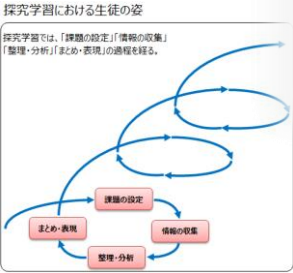 探究学習における生徒の姿
探究学習では、「課題の設定」「情報の収集」
「整理・分析」「まとめ・表現」の過程を経る。
課題の設定
まとめ・表現
情報の収集
整理・分析